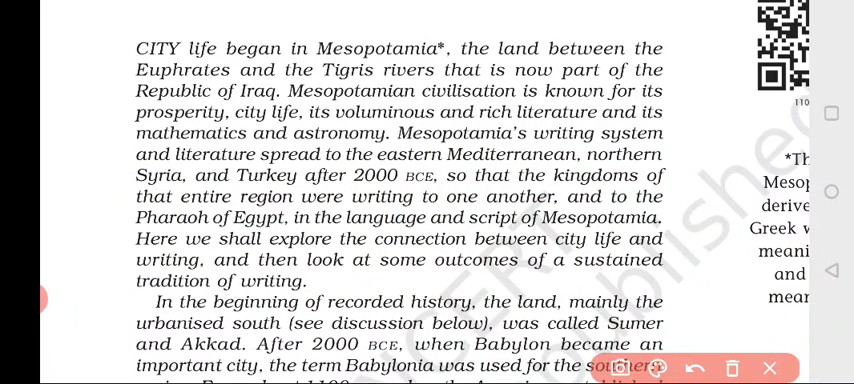 CITY life began in Mesopotamia*, the land between the
Euphrates and the Tigris rivers that is now part of the
Republic of Iraq. Mesopotamian civilisation is known for its
prosperity, city life, its voluminous and rich literature and its
mathematics and astronomy. Mesopotamia's writing system
and literature spread to the eastern Mediterranean, northern
Syria, and Turkey after 2000 BCE, so that the kingdoms of
that entire region were writing to one another, and to the
Pharaoh of Egypt, in the language and script of Mesopotamia.
Here we shall explore the connection between city life and
writing, and then look at some outcomes of a sustained
tradition of writing.
In the beginning of recorded history, the land, mainly the
urbanised south (see discussion below), was called Sumer
and Akkad. After 2000 BCE, when Babylon became an
important city, the term Babylonia was used for the southern
110
*Th
Mesop
derive
Greek w
meani
and
mean